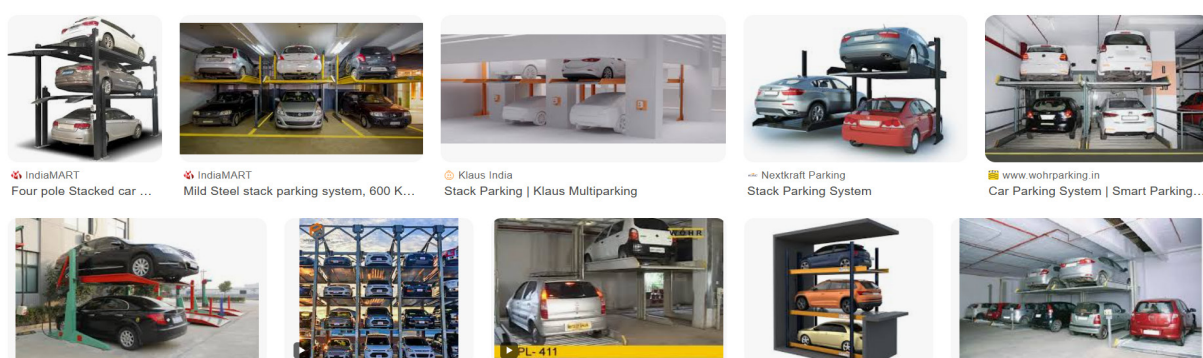 IndiaMART
Four pole Stacked car ...
IndiaMART
Mild Steel stack parking system, 600 K...
Klaus India
Stack Parking | Klaus Multiparking
Nextkraft Parking
Stack Parking System
www.wohrparking.in
Car Parking System | Smart Parking...
WOHR
PL- 411